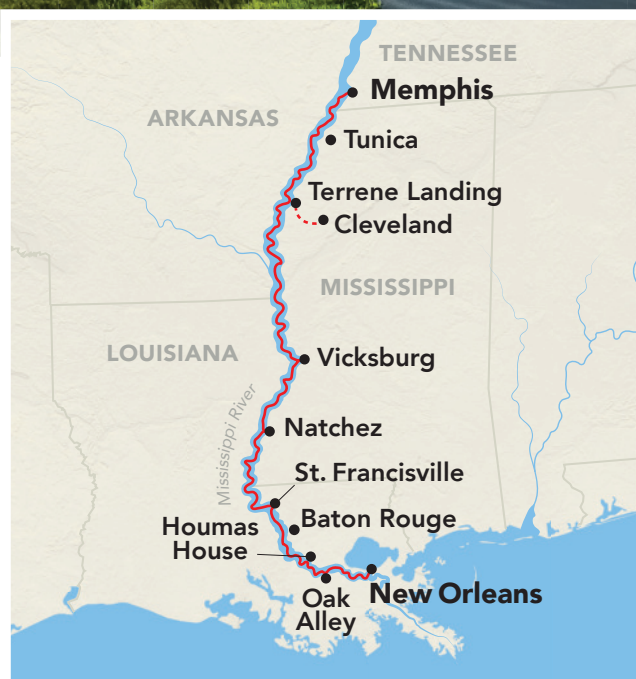 TENNESSEE
Memphis
ARKANSAS
Tunica
Terrene Landing
Cleveland
MISSISSIPPI
LOUISIANA
Vicksburg
Mississippi River
Natchez
St. Francisville
Baton Rouge
Houmas
House
New Orleans
Oak
Alley